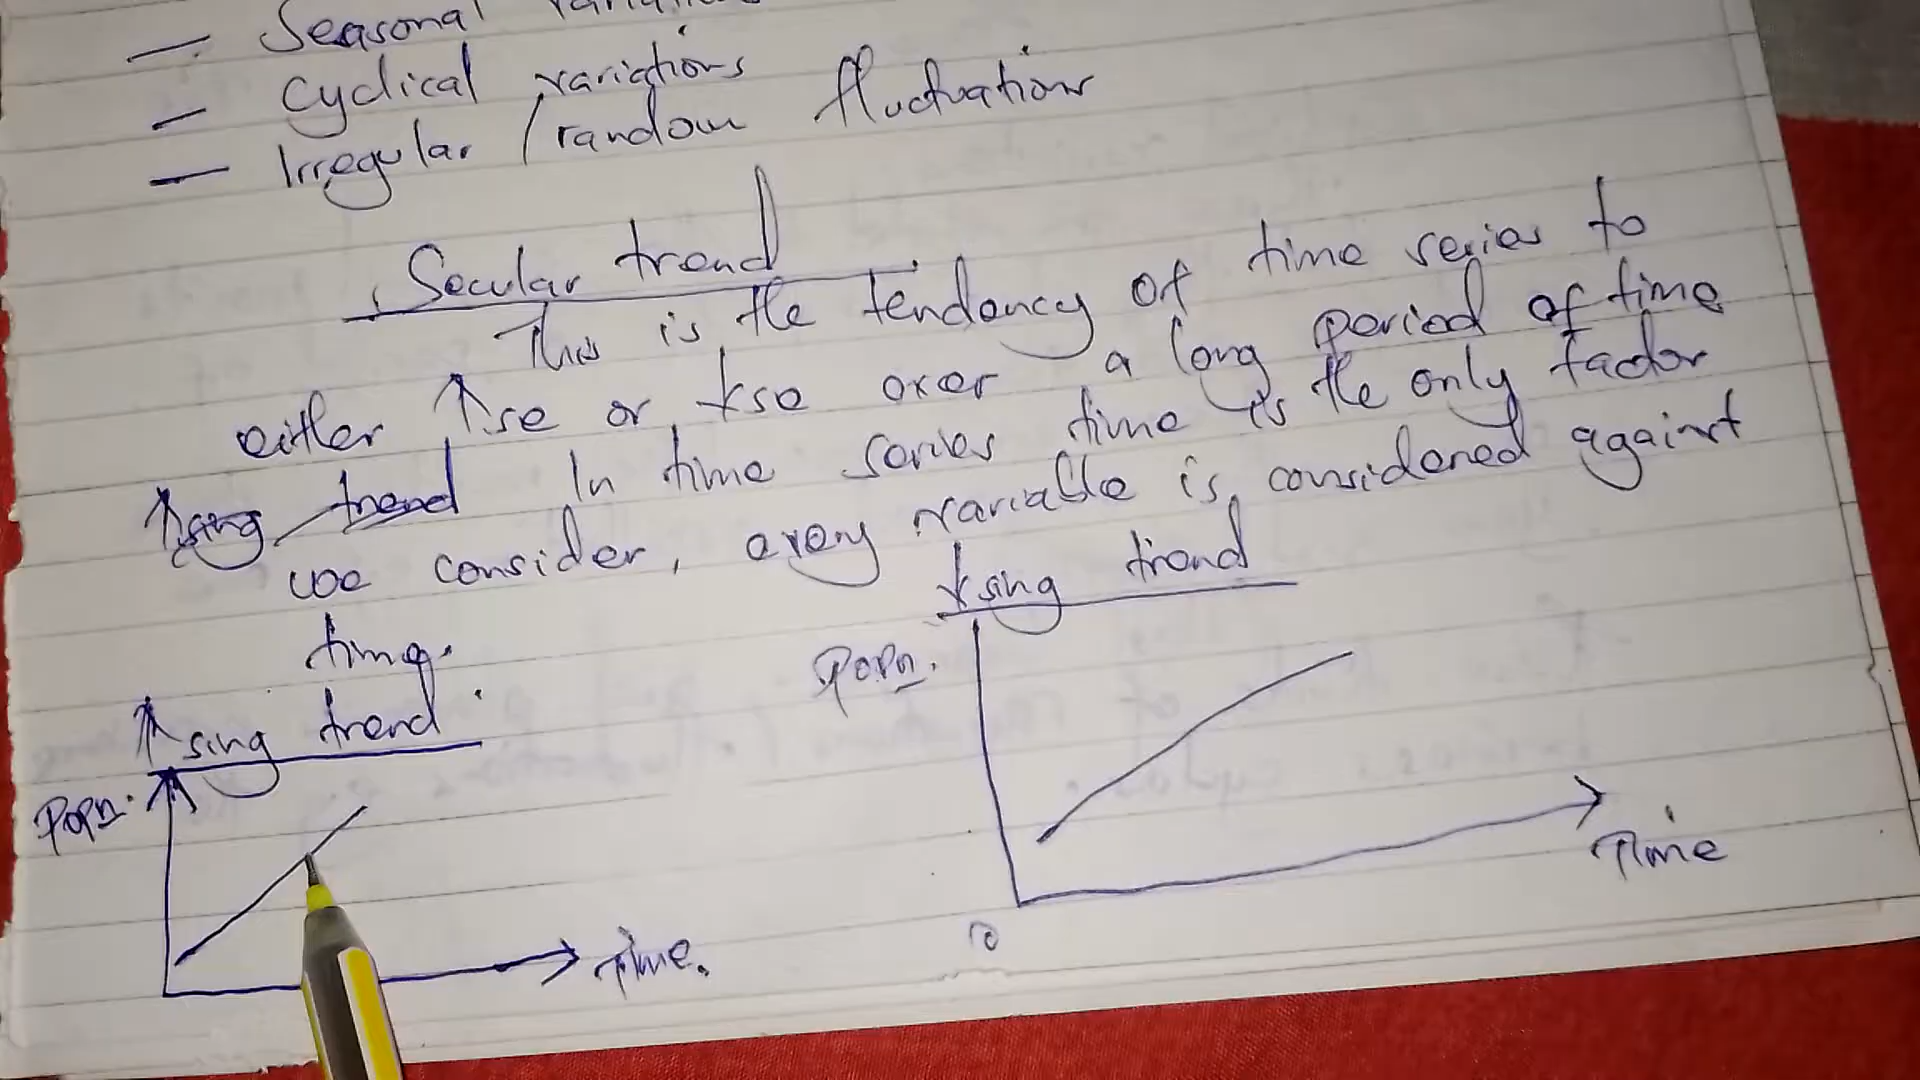 — Seasonal
— Cyclical variations
— Irregular / random fluctuations
Secular trend
This is the tendency of time series to
either ↑se or ↓se over a long period of time
↑sing trend In time series time is the only factor
we consider, every variable is considered against
time.
↑sing trend
Popn.
Time.
↓sing trend
Popn.
Time
0